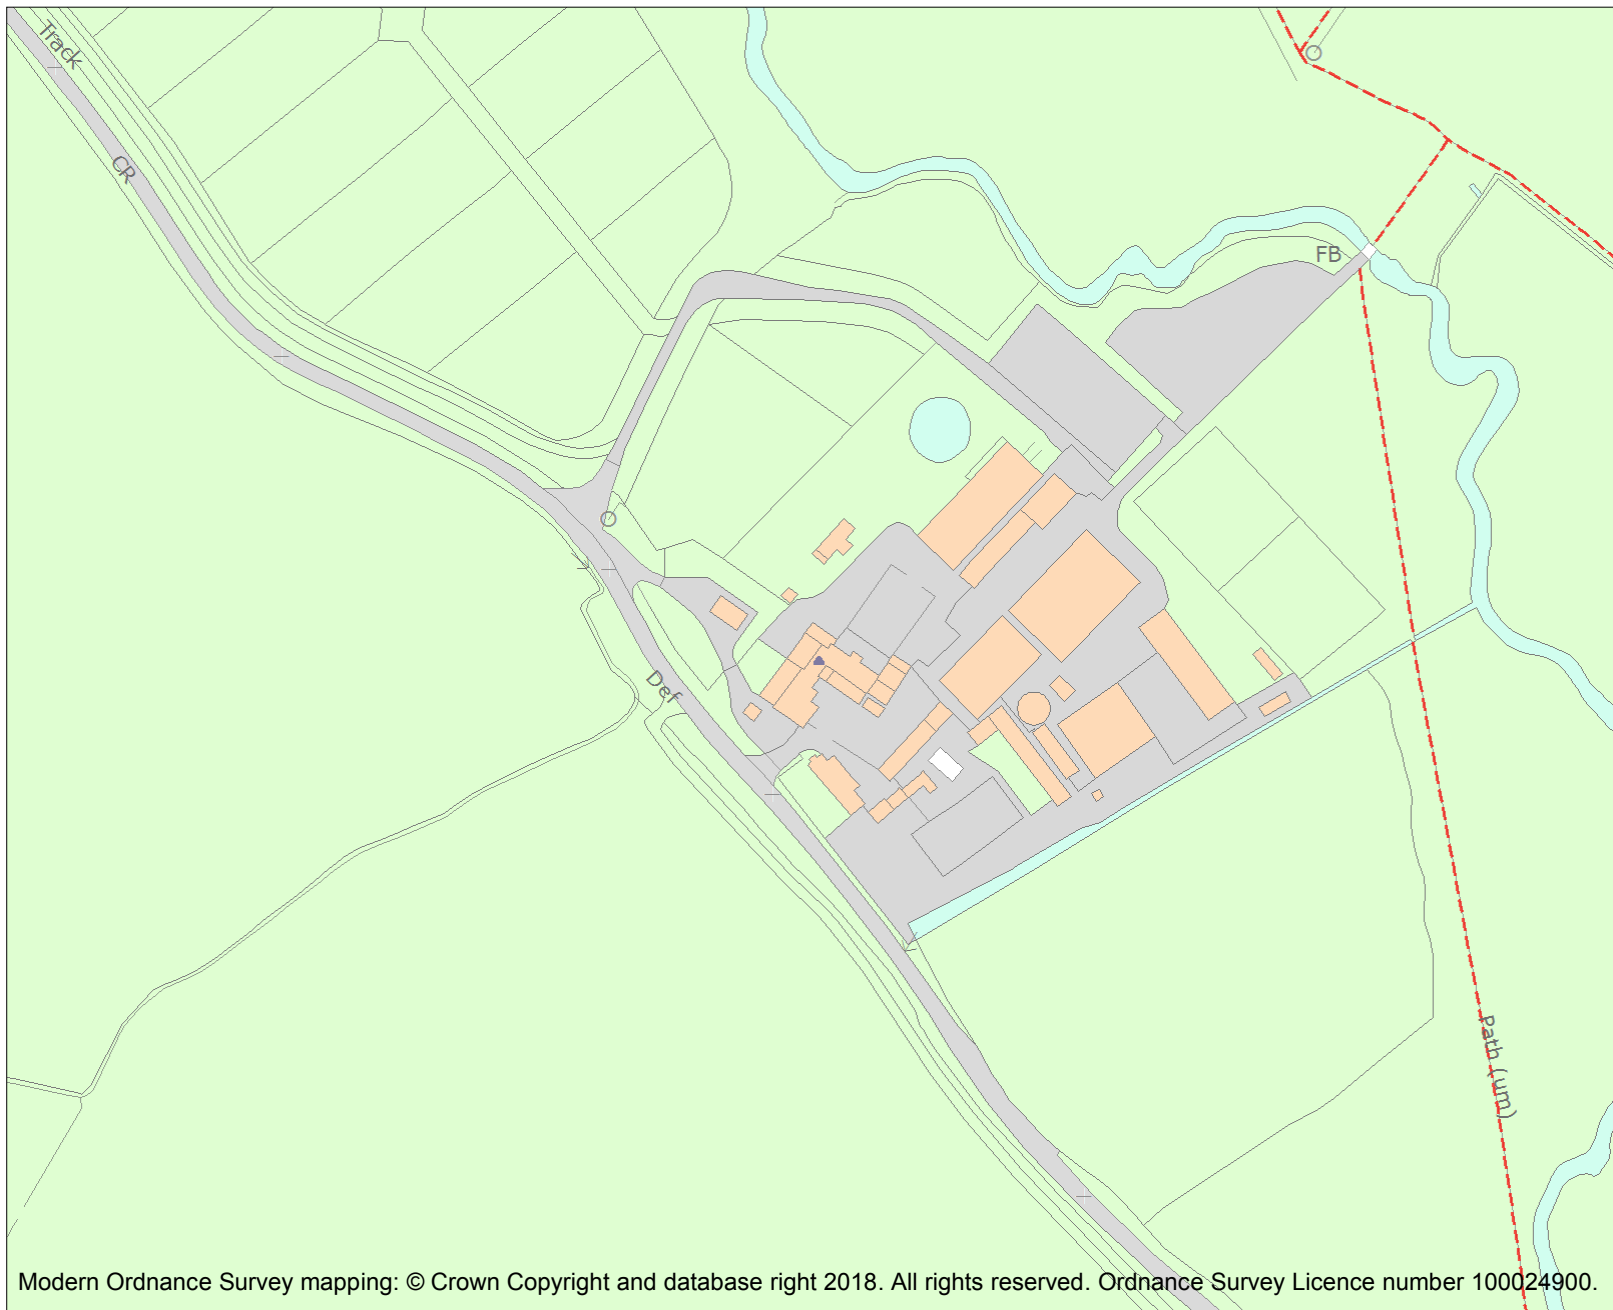 Track
CR
FB
Def
Path (um)
Modern Ordnance Survey mapping: © Crown Copyright and database right 2018. All rights reserved. Ordnance Survey Licence number 100024900.